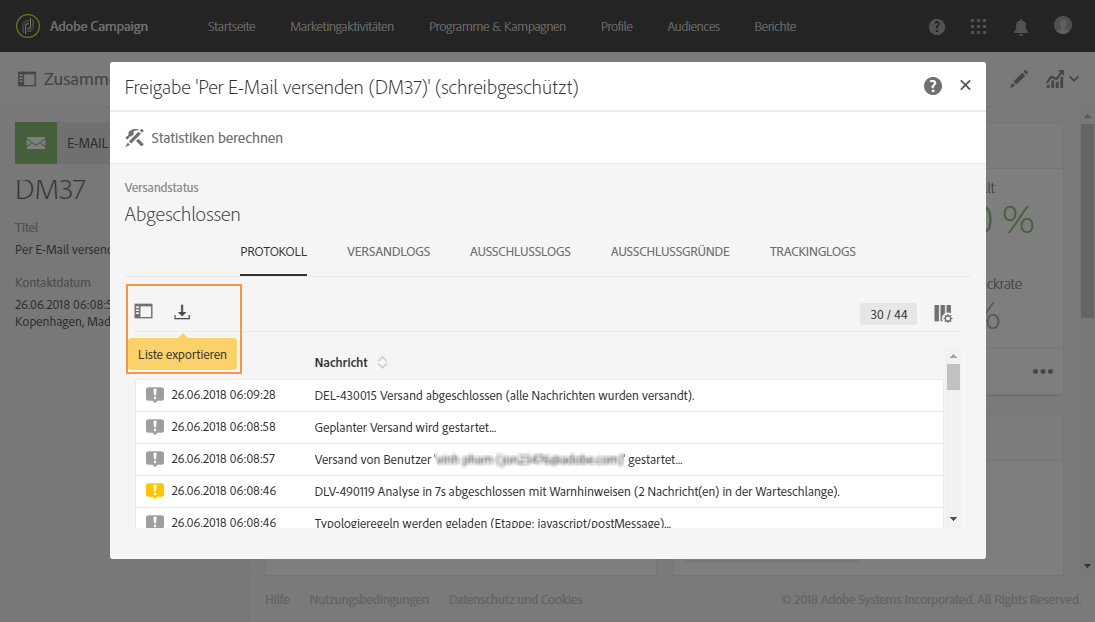 Adobe Campaign
Startseite
Marketingaktivitäten
Programme & Kampagnen
Profile
Audiences
Berichte
?
Zusamm
Freigabe 'Per E-Mail versenden (DM37)' (schreibgeschützt)
?
Statistiken berechnen
E-MAIL
DM37
Titel
Per E-Mail versend
Kontaktdatum
26.06.2018 06:08:5
Kopenhagen, Mad
Versandstatus
Abgeschlossen
PROTOKOLL
VERSANDLOGS
AUSSCHLUSSLOGS
AUSSCHLUSSGRÜNDE
TRACKINGLOGS
30 / 44
Liste exportieren
Nachricht
26.06.2018 06:09:28 DEL-430015 Versand abgeschlossen (alle Nachrichten wurden versandt).
26.06.2018 06:08:58 Geplanter Versand wird gestartet...
26.06.2018 06:08:57 Versand von Benutzer ' ' gestartet...
26.06.2018 06:08:46 DLV-490119 Analyse in 7s abgeschlossen mit Warnhinweisen (2 Nachricht(en) in der Warteschlange).
26.06.2018 06:08:46 Typologieregeln werden geladen (Etappe: javascript/postMessage)...
llt
%
ckrate
%
Hilfe
Nutzungsbedingungen
Datenschutz und Cookies
© 2018 Adobe Systems Incorporated. All Rights Reserved.